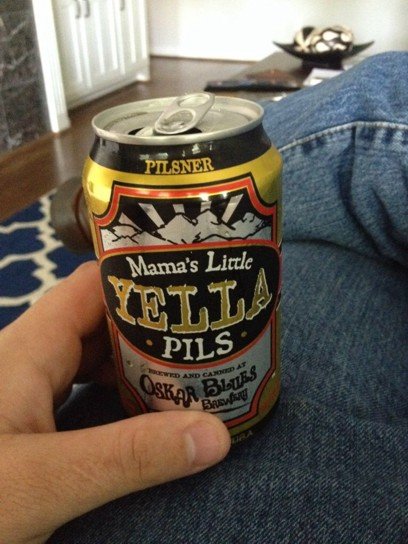 PILSNER
Mama's Little
YELLA
PILS
BREWED AND CANNED AT
OSKAR BLUES
BREWERY